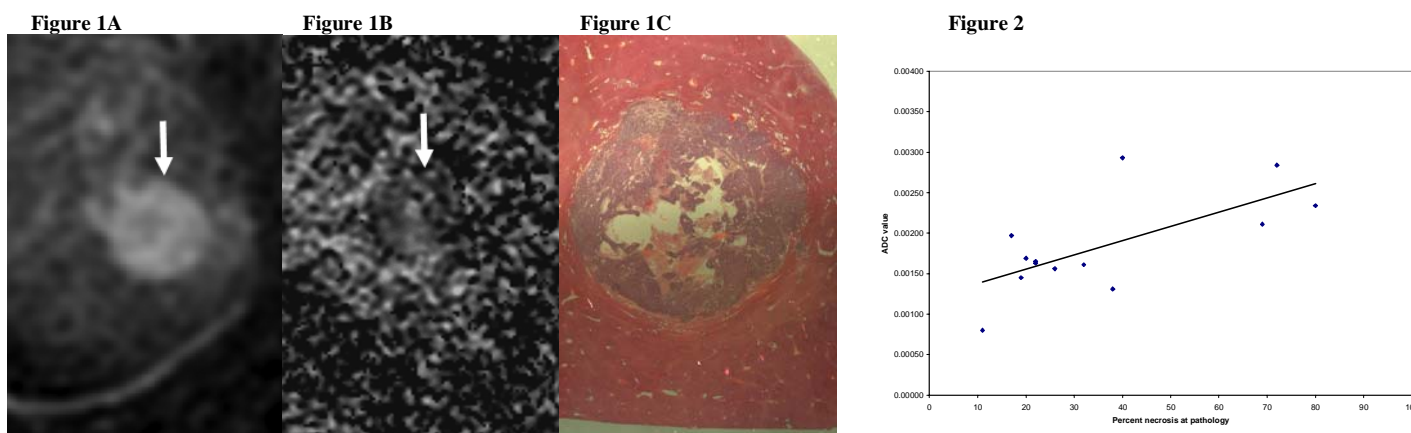 Figure 1A
Figure 1B
Figure 1C
Figure 2
0.00400
0.00350
0.00300
0.00250
0.00200
0.00150
0.00100
0.00050
0.00000
ADC value
0 10 20 30 40 50 60 70 80 90
Percent necrosis at pathology